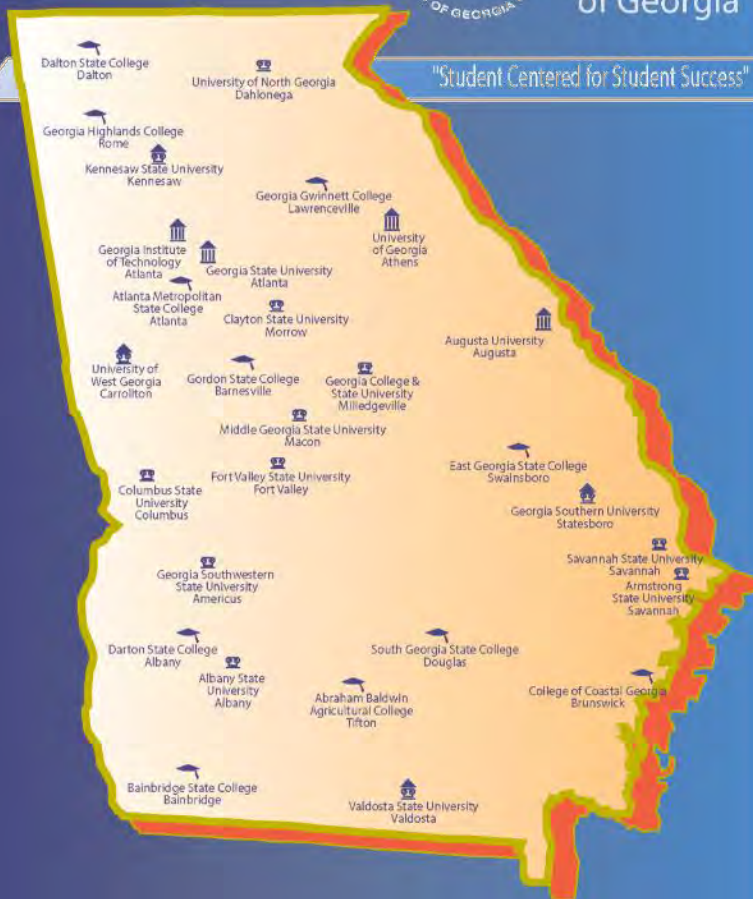 OF GEORGIA
of Georgia
"Student Centered for Student Success"
Dalton State College
Dalton
University of North Georgia
Dahlonega
Georgia Highlands College
Rome
Kennesaw State University
Kennesaw
Georgia Gwinnett College
Lawrenceville
University
of Georgia
Athens
Georgia Institute
of Technology
Atlanta
Georgia State University
Atlanta
Atlanta Metropolitan
State College
Atlanta
Clayton State University
Morrow
Augusta University
Augusta
University of
West Georgia
Carrollton
Gordon State College
Barnesville
Georgia College &
State University
Milledgeville
Middle Georgia State University
Macon
East Georgia State College
Swainsboro
Fort Valley State University
Fort Valley
Columbus State
University
Columbus
Georgia Southern University
Statesboro
Savannah State University
Savannah
Armstrong
State University
Savannah
Georgia Southwestern
State University
Americus
Darton State College
Albany
Albany State
University
Albany
South Georgia State College
Douglas
Abraham Baldwin
Agricultural College
Tifton
College of Coastal Georgia
Brunswick
Bainbridge State College
Bainbridge
Valdosta State University
Valdosta